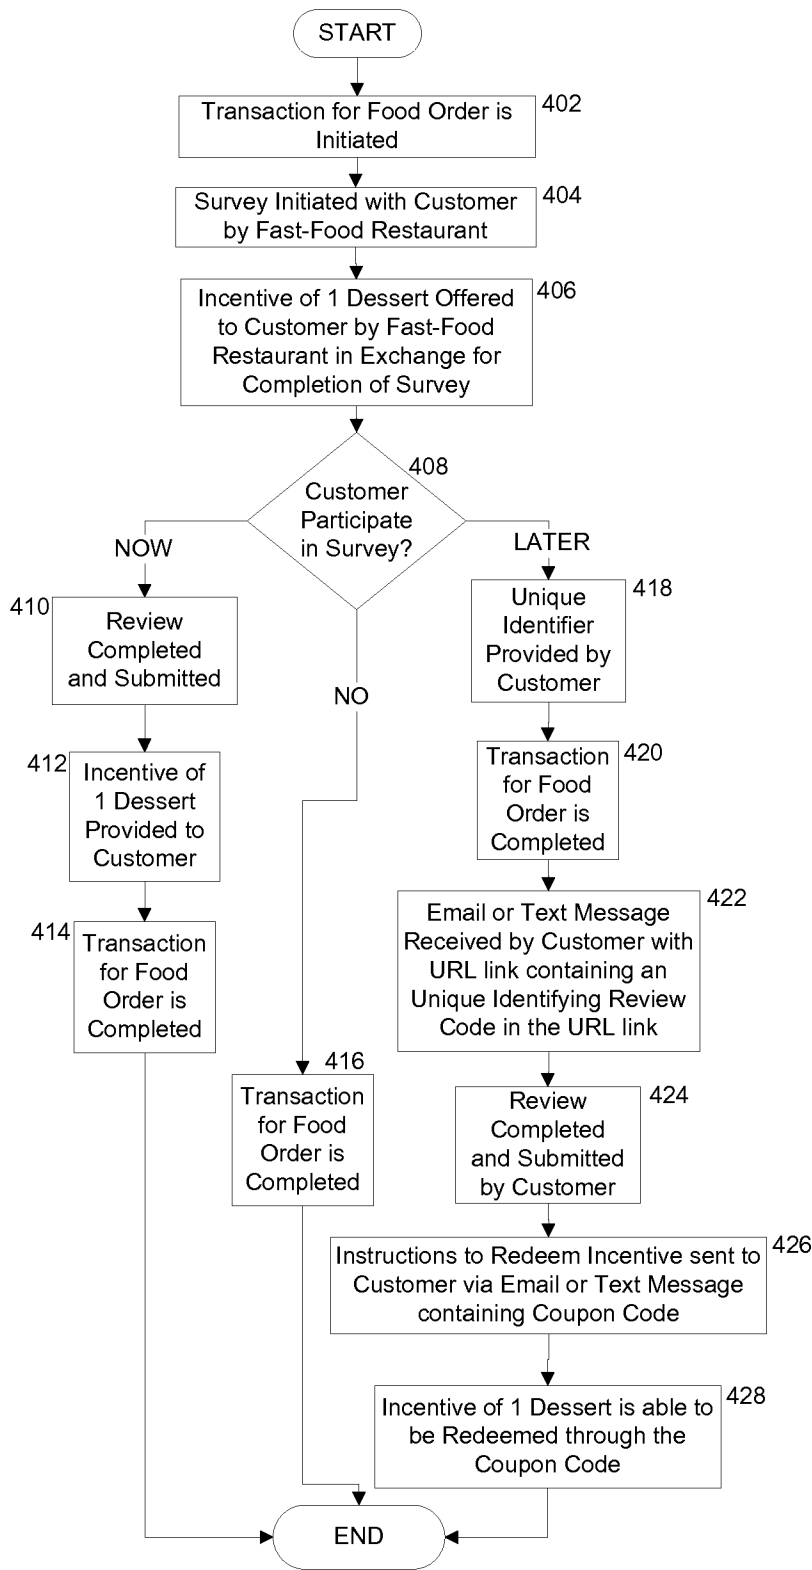 START
402
Transaction for Food Order is
Initiated
404
Survey Initiated with Customer
by Fast-Food Restaurant
406
Incentive of 1 Dessert Offered
to Customer by Fast-Food
Restaurant in Exchange for
Completion of Survey
408
Customer
Participate
in Survey?
NOW
410
Review
Completed
and Submitted
412
Incentive of
1 Dessert
Provided to
Customer
414
Transaction
for Food
Order is
Completed
NO
416
Transaction
for Food
Order is
Completed
LATER
418
Unique
Identifier
Provided by
Customer
420
Transaction
for Food
Order is
Completed
422
Email or Text Message
Received by Customer with
URL link containing an
Unique Identifying Review
Code in the URL link
424
Review
Completed
and Submitted
by Customer
426
Instructions to Redeem Incentive sent to
Customer via Email or Text Message
containing Coupon Code
428
Incentive of 1 Dessert is able to
be Redeemed through the
Coupon Code
END